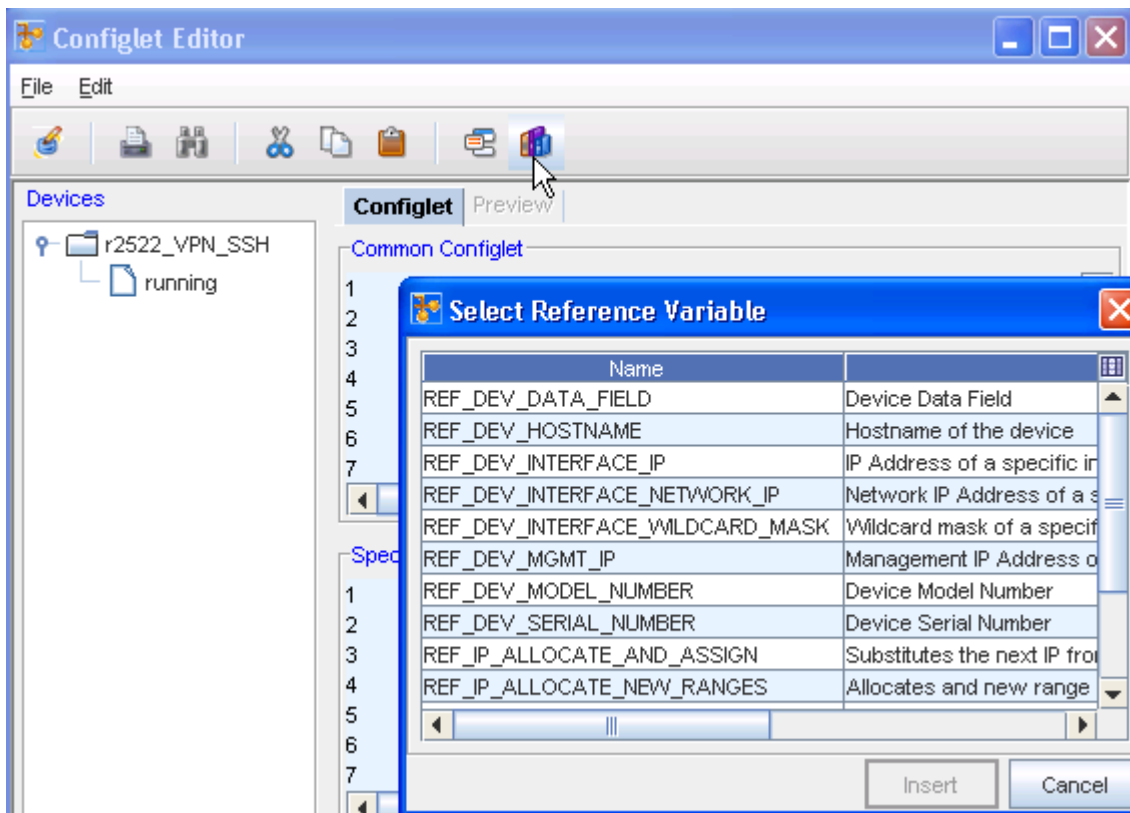 Configlet Editor
File Edit
Devices
r2522_VPN_SSH
running
Configlet Preview
Common Configlet
1
2
3
4
5
6
7
Spec
1
2
3
4
5
6
7
Select Reference Variable
Name
REF_DEV_DATA_FIELD Device Data Field
REF_DEV_HOSTNAME Hostname of the device
REF_DEV_INTERFACE_IP IP Address of a specific in
REF_DEV_INTERFACE_NETWORK_IP Network IP Address of a s
REF_DEV_INTERFACE_WILDCARD_MASK Wildcard mask of a specif
REF_DEV_MGMT_IP Management IP Address o
REF_DEV_MODEL_NUMBER Device Model Number
REF_DEV_SERIAL_NUMBER Device Serial Number
REF_IP_ALLOCATE_AND_ASSIGN Substitutes the next IP fro
REF_IP_ALLOCATE_NEW_RANGES Allocates and new range
Insert Cancel